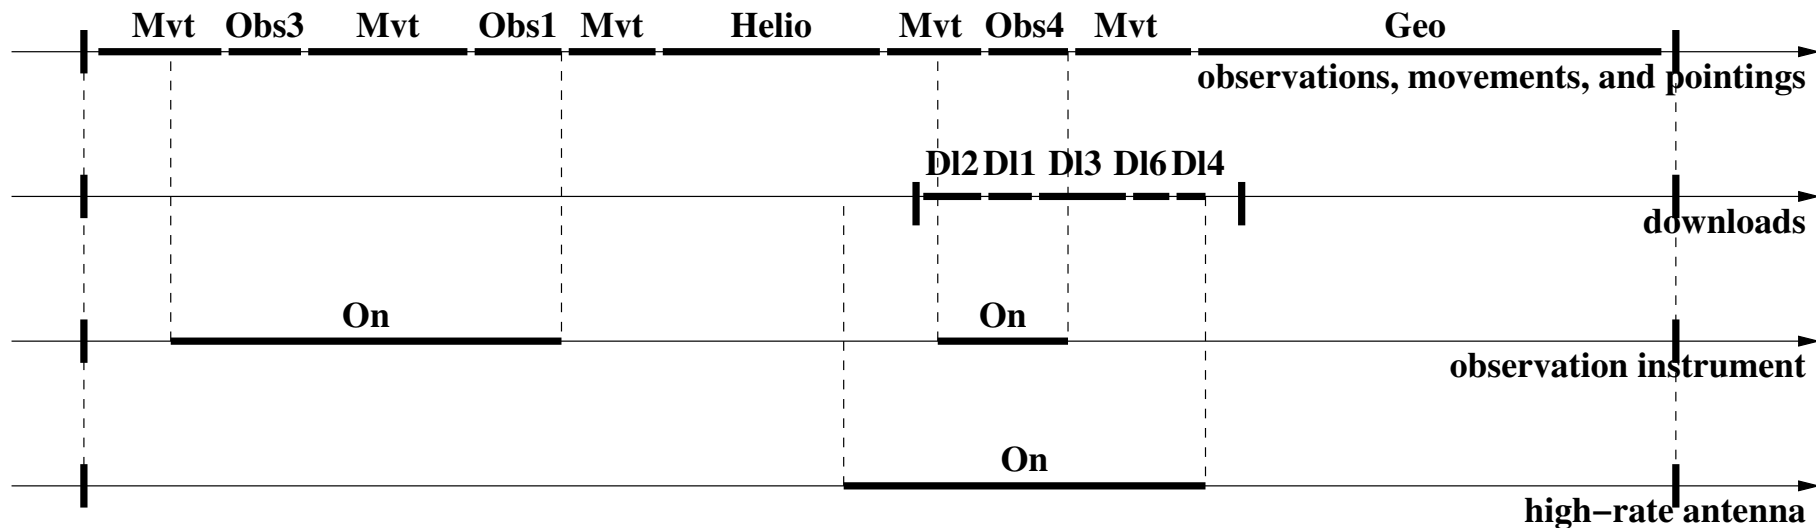 Mvt Obs3 Mvt Obs1 Mvt Helio Mvt Obs4 Mvt Geo
observations, movements, and pointings
Dl2 Dl1 Dl3 Dl6 Dl4
downloads
On On
observation instrument
On
high−rate antenna